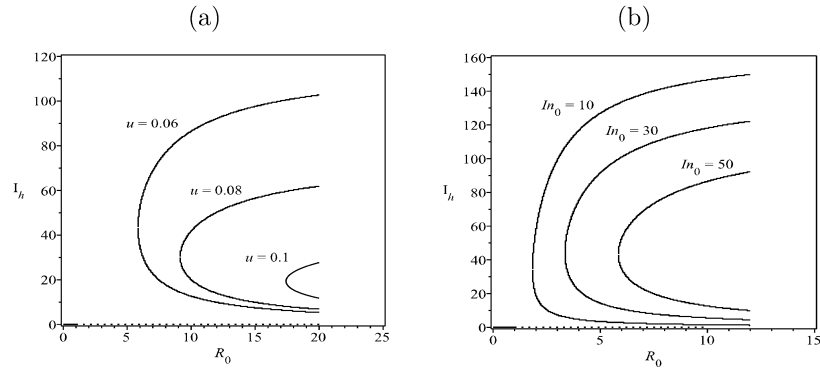 (a)
120
100
u = 0.06
80
I_h
60
u = 0.08
40
u = 0.1
20
0
0 5 10 15 20 25
R_0
(b)
160
140
In_0 = 10
120
In_0 = 30
100
In_0 = 50
80
I_h
60
40
20
0
0 5 10 15
R_0